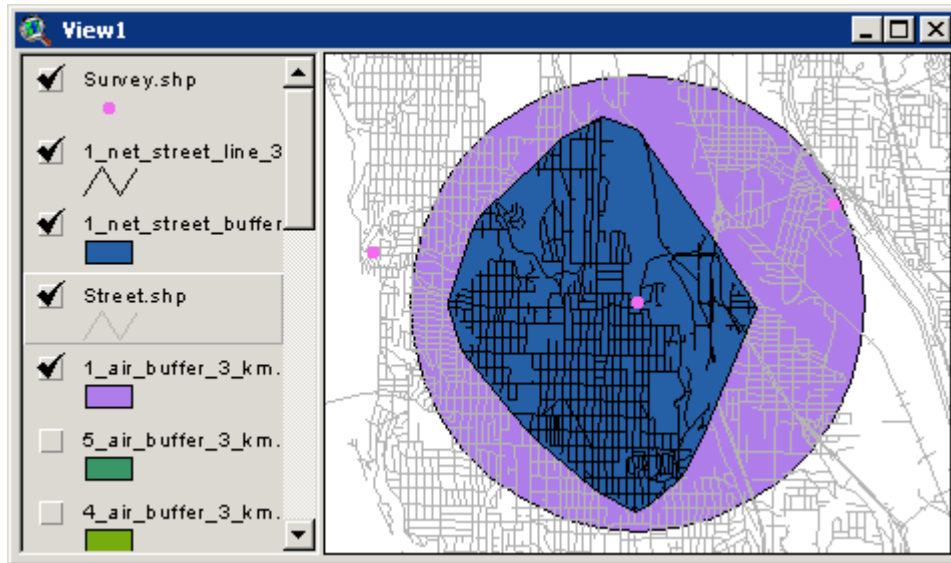 View1
Survey.shp
1_net_street_line_3
1_net_street_buffer
Street.shp
1_air_buffer_3_km.
5_air_buffer_3_km.
4_air_buffer_3_km.